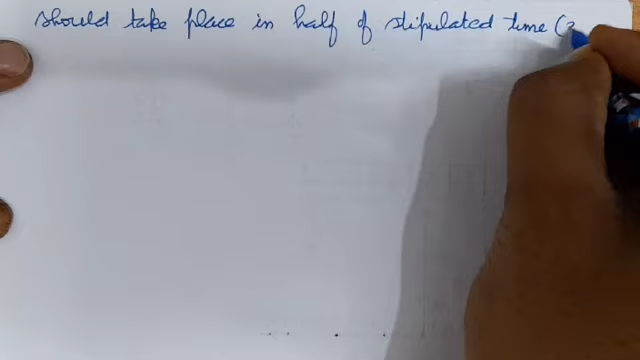 should take place in half of stipulated time (